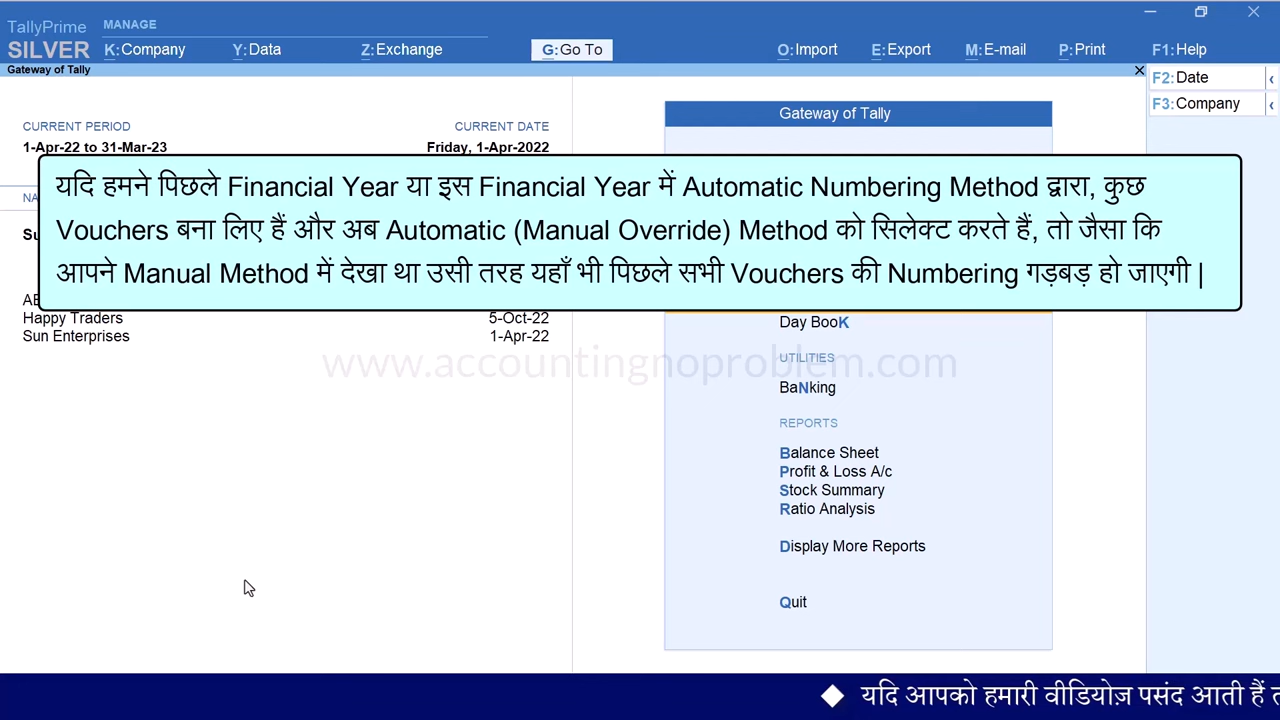 TallyPrime
MANAGE
SILVER
K:Company
Y:Data
Z:Exchange
G:Go To
O:Import
E:Export
M:E-mail
P:Print
F1:Help
Gateway of Tally
F2:Date
F3:Company
CURRENT PERIOD
CURRENT DATE
Gateway of Tally
1-Apr-22 to 31-Mar-23
Friday, 1-Apr-2022
यदि हमने पिछले Financial Year या इस Financial Year में Automatic Numbering Method द्वारा, कुछ
Vouchers बना लिए हैं और अब Automatic (Manual Override) Method को सिलेक्ट करते हैं, तो जैसा कि
आपने Manual Method में देखा था उसी तरह यहाँ भी पिछले सभी Vouchers की Numbering गड़बड़ हो जाएगी |
Happy Traders
5-Oct-22
Sun Enterprises
1-Apr-22
Day BooK
www.accountingnoproblem.com
UTILITIES
BaNking
REPORTS
Balance Sheet
Profit & Loss A/c
Stock Summary
Ratio Analysis
Display More Reports
Quit
◆ यदि आपको हमारी वीडियोज़ पसंद आती हैं